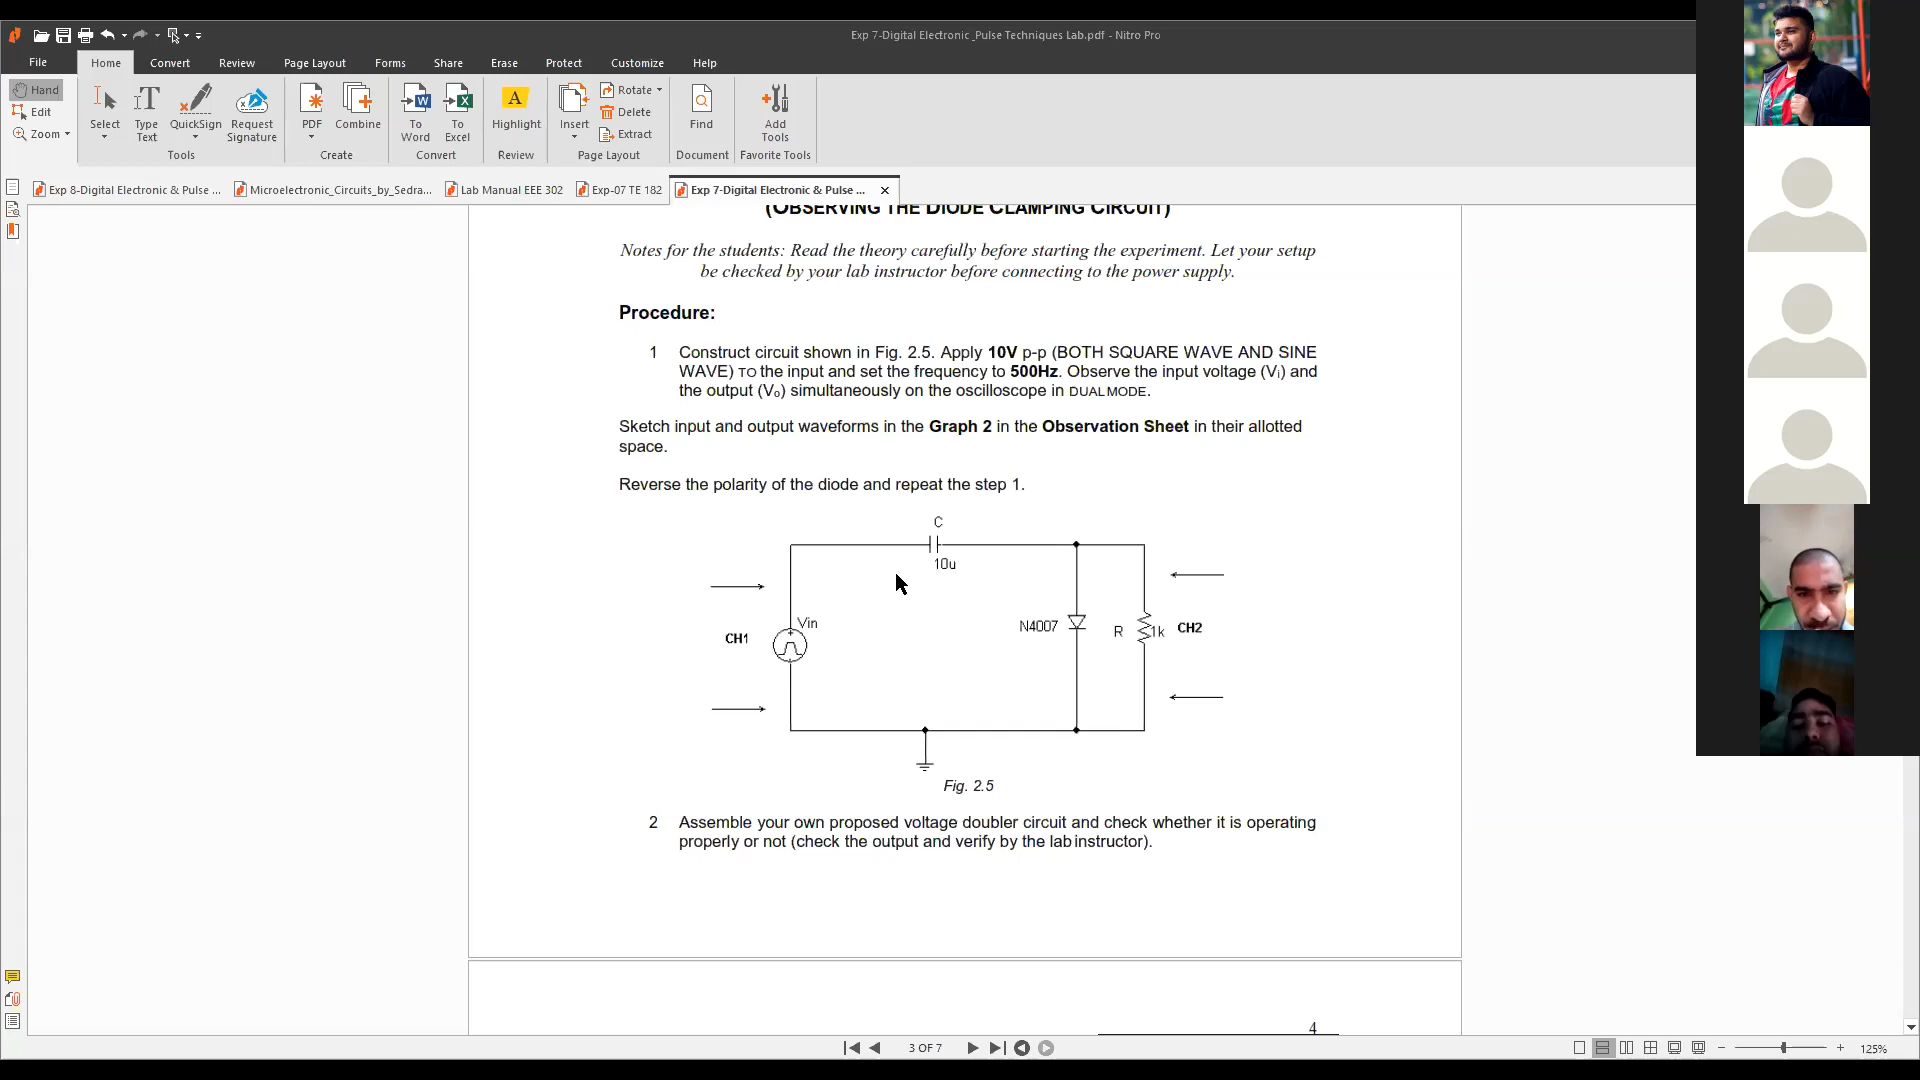 Exp 7-Digital Electronic _Pulse Techniques Lab.pdf - Nitro Pro
File Home Convert Review Page Layout Forms Share Erase Protect Customize Help
Hand
Edit
Zoom
Select
Type Text
QuickSign
Request Signature
Tools
PDF
Combine
Create
To Word
To Excel
Convert
A
Highlight
Review
Insert
Rotate
Delete
Extract
Page Layout
Find
Document
Add Tools
Favorite Tools
Exp 8-Digital Electronic & Pulse ...
Microelectronic_Circuits_by_Sedra...
Lab Manual EEE 302
Exp-07 TE 182
Exp 7-Digital Electronic & Pulse ...
(OBSERVING THE DIODE CLAMPING CIRCUIT)
Notes for the students: Read the theory carefully before starting the experiment. Let your setup
be checked by your lab instructor before connecting to the power supply.
Procedure:
1 Construct circuit shown in Fig. 2.5. Apply 10V p-p (BOTH SQUARE WAVE AND SINE
WAVE) TO the input and set the frequency to 500Hz. Observe the input voltage (Vi) and
the output (Vo) simultaneously on the oscilloscope in DUAL MODE.
Sketch input and output waveforms in the Graph 2 in the Observation Sheet in their allotted
space.
Reverse the polarity of the diode and repeat the step 1.
C
10u
Vin
CH1
N4007
R
1k
CH2
Fig. 2.5
2 Assemble your own proposed voltage doubler circuit and check whether it is operating
properly or not (check the output and verify by the lab instructor).
4
3 OF 7
125%